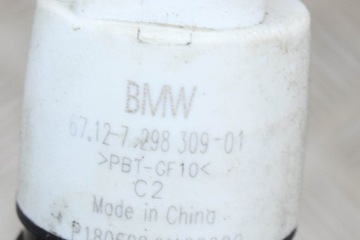 BMW
67.12-7.298 309-01
>PBT-GF10<
C2
Made in China